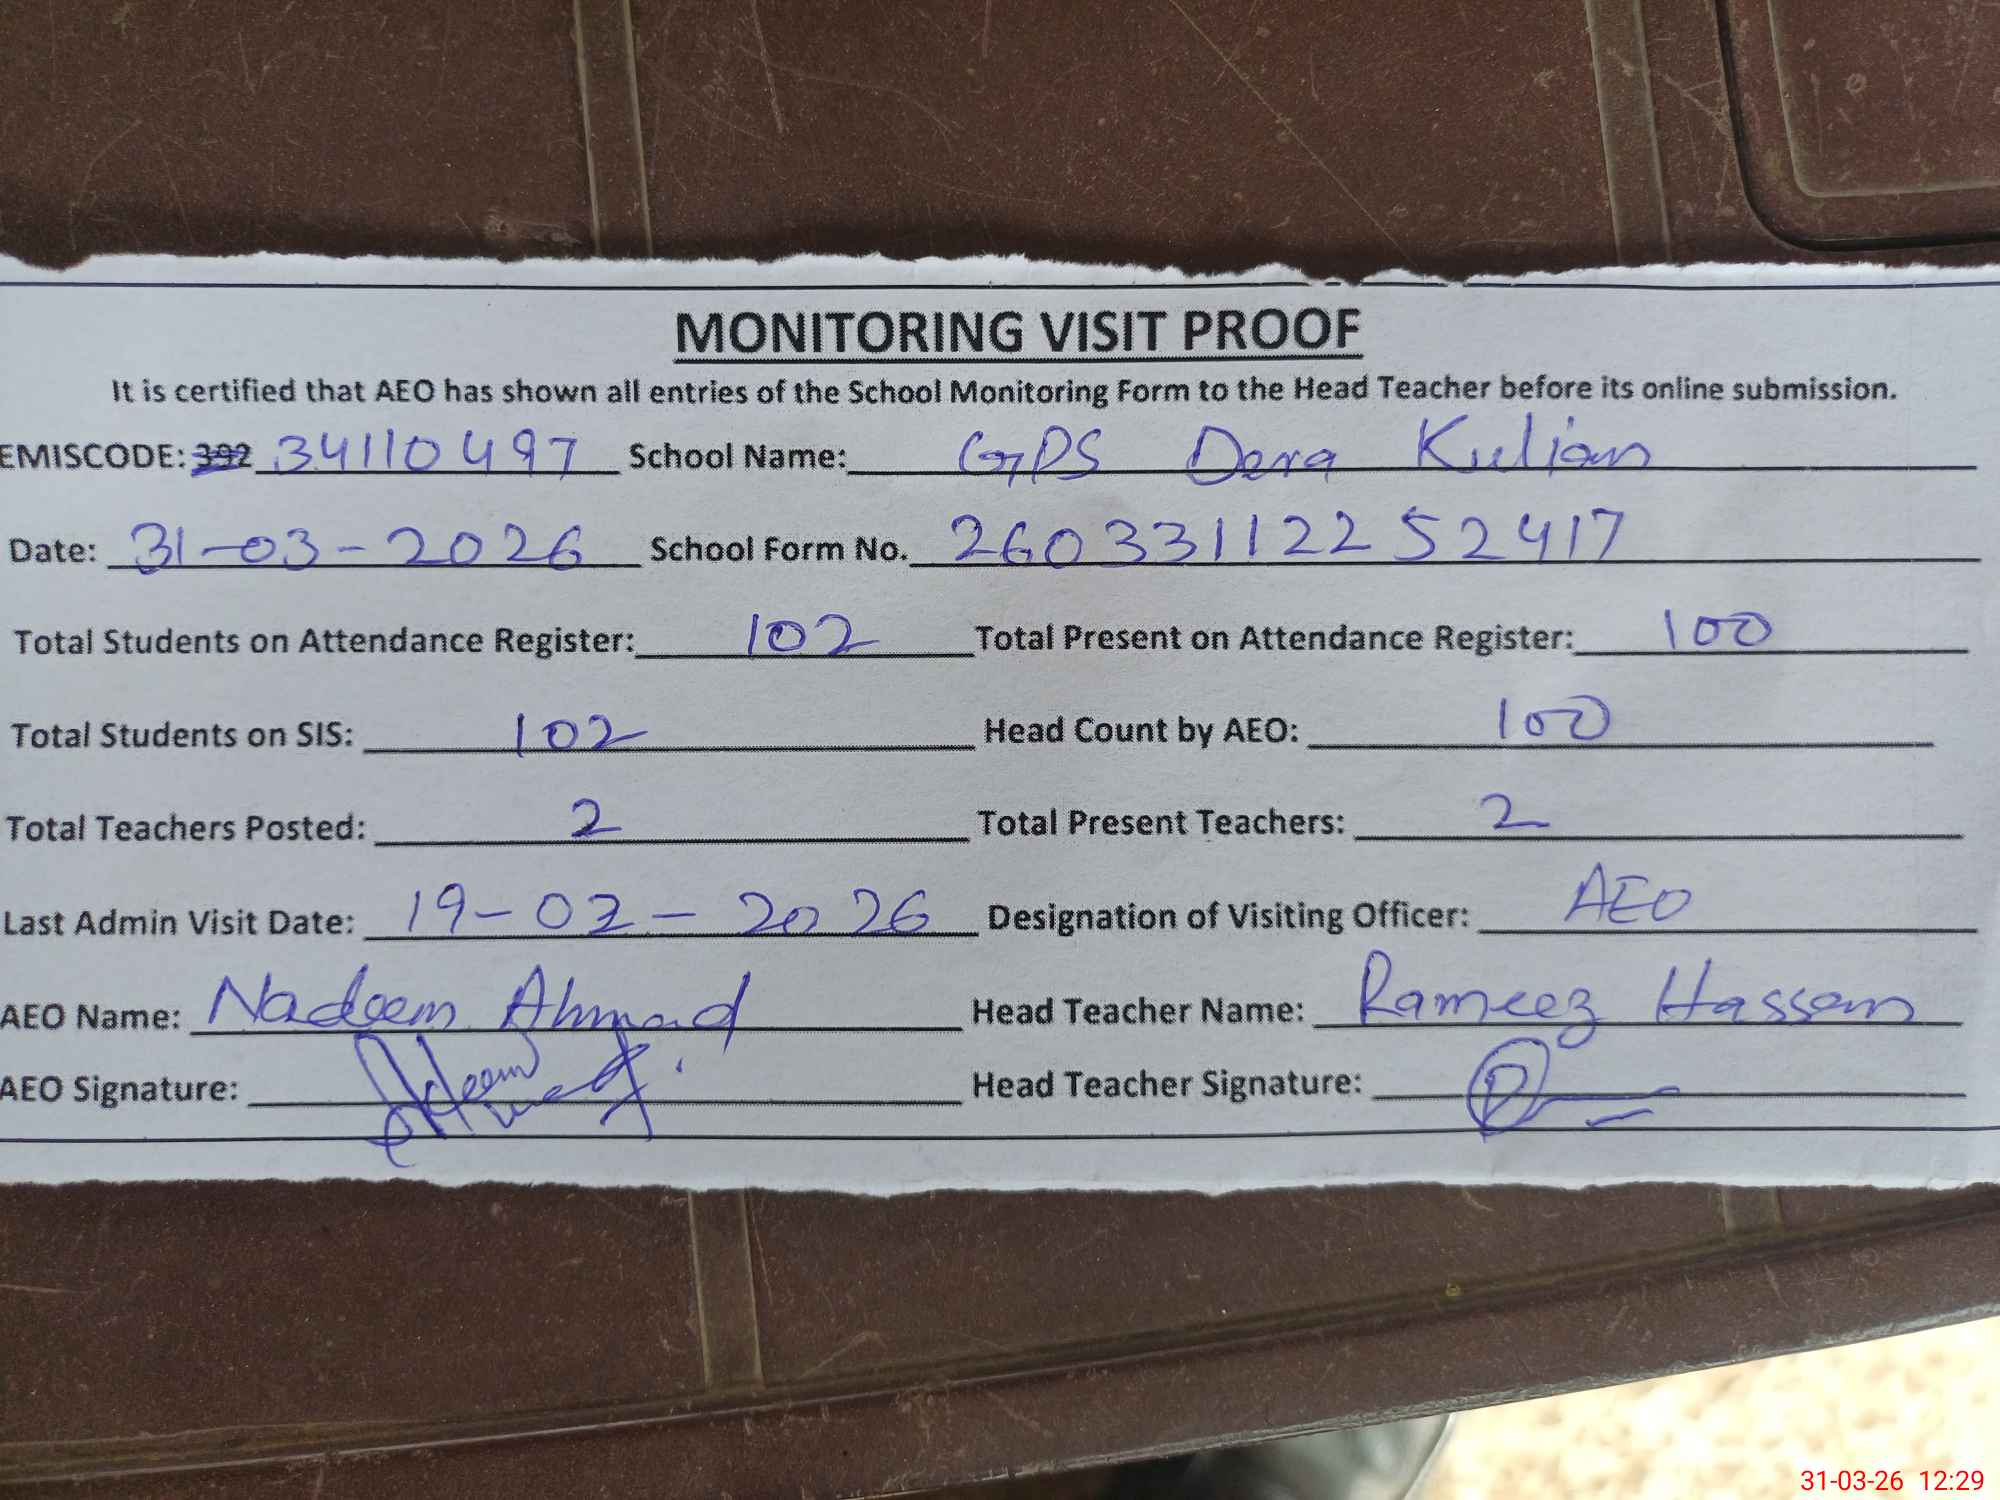 MONITORING VISIT PROOF
It is certified that AEO has shown all entries of the School Monitoring Form to the Head Teacher before its online submission.
EMISCODE: 392 34110497 School Name: GPS Dera Kulian
Date: 31-03-2026 School Form No. 26033112252417
Total Students on Attendance Register: 102 Total Present on Attendance Register: 100
Total Students on SIS: 102 Head Count by AEO: 100
Total Teachers Posted: 2 Total Present Teachers: 2
Last Admin Visit Date: 19-02-2026 Designation of Visiting Officer: AEO
AEO Name: Nadeem Ahmad Head Teacher Name: Rameez Hassan
AEO Signature: Head Teacher Signature:
31-03-26 12:29